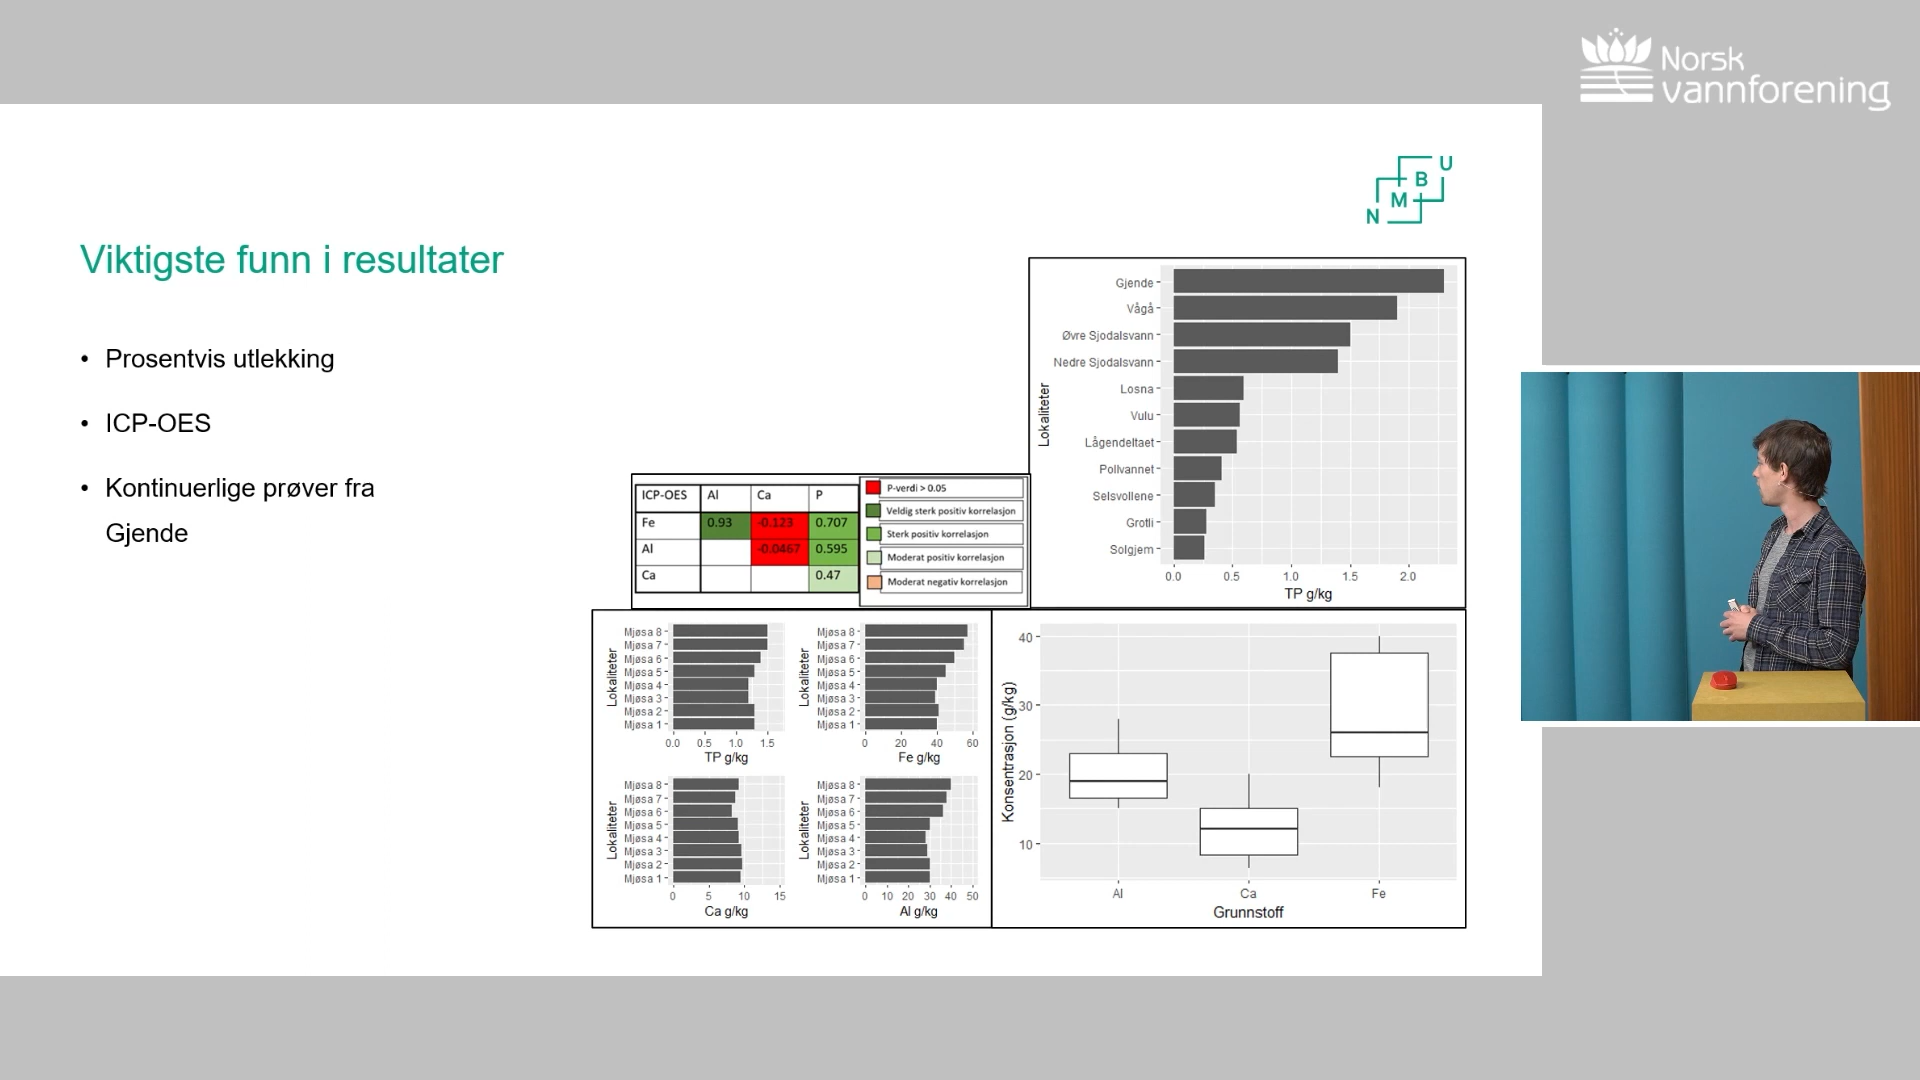 Norsk
vannforening
N M B U
Viktigste funn i resultater
• Prosentvis utlekking
• ICP-OES
• Kontinuerlige prøver fra
Gjende
Lokaliteter
Gjende
Vågå
Øvre Sjodalsvann
Nedre Sjodalsvann
Losna
Vulu
Lågendeltaet
Pollvannet
Selsvollene
Grotli
Solgjem
0.0 0.5 1.0 1.5 2.0
TP g/kg
ICP-OES Al Ca P
Fe 0.93 -0.123 0.707
Al -0.0467 0.595
Ca 0.47
P-verdi > 0.05
Veldig sterk positiv korrelasjon
Sterk positiv korrelasjon
Moderat positiv korrelasjon
Moderat negativ korrelasjon
Lokaliteter
Mjøsa 8
Mjøsa 7
Mjøsa 6
Mjøsa 5
Mjøsa 4
Mjøsa 3
Mjøsa 2
Mjøsa 1
0.0 0.5 1.0 1.5
TP g/kg
Lokaliteter
Mjøsa 8
Mjøsa 7
Mjøsa 6
Mjøsa 5
Mjøsa 4
Mjøsa 3
Mjøsa 2
Mjøsa 1
0 20 40 60
Fe g/kg
Lokaliteter
Mjøsa 8
Mjøsa 7
Mjøsa 6
Mjøsa 5
Mjøsa 4
Mjøsa 3
Mjøsa 2
Mjøsa 1
0 5 10 15
Ca g/kg
Lokaliteter
Mjøsa 8
Mjøsa 7
Mjøsa 6
Mjøsa 5
Mjøsa 4
Mjøsa 3
Mjøsa 2
Mjøsa 1
0 10 20 30 40 50
Al g/kg
Konsentrasjon (g/kg)
40
30
20
10
Al Ca Fe
Grunnstoff